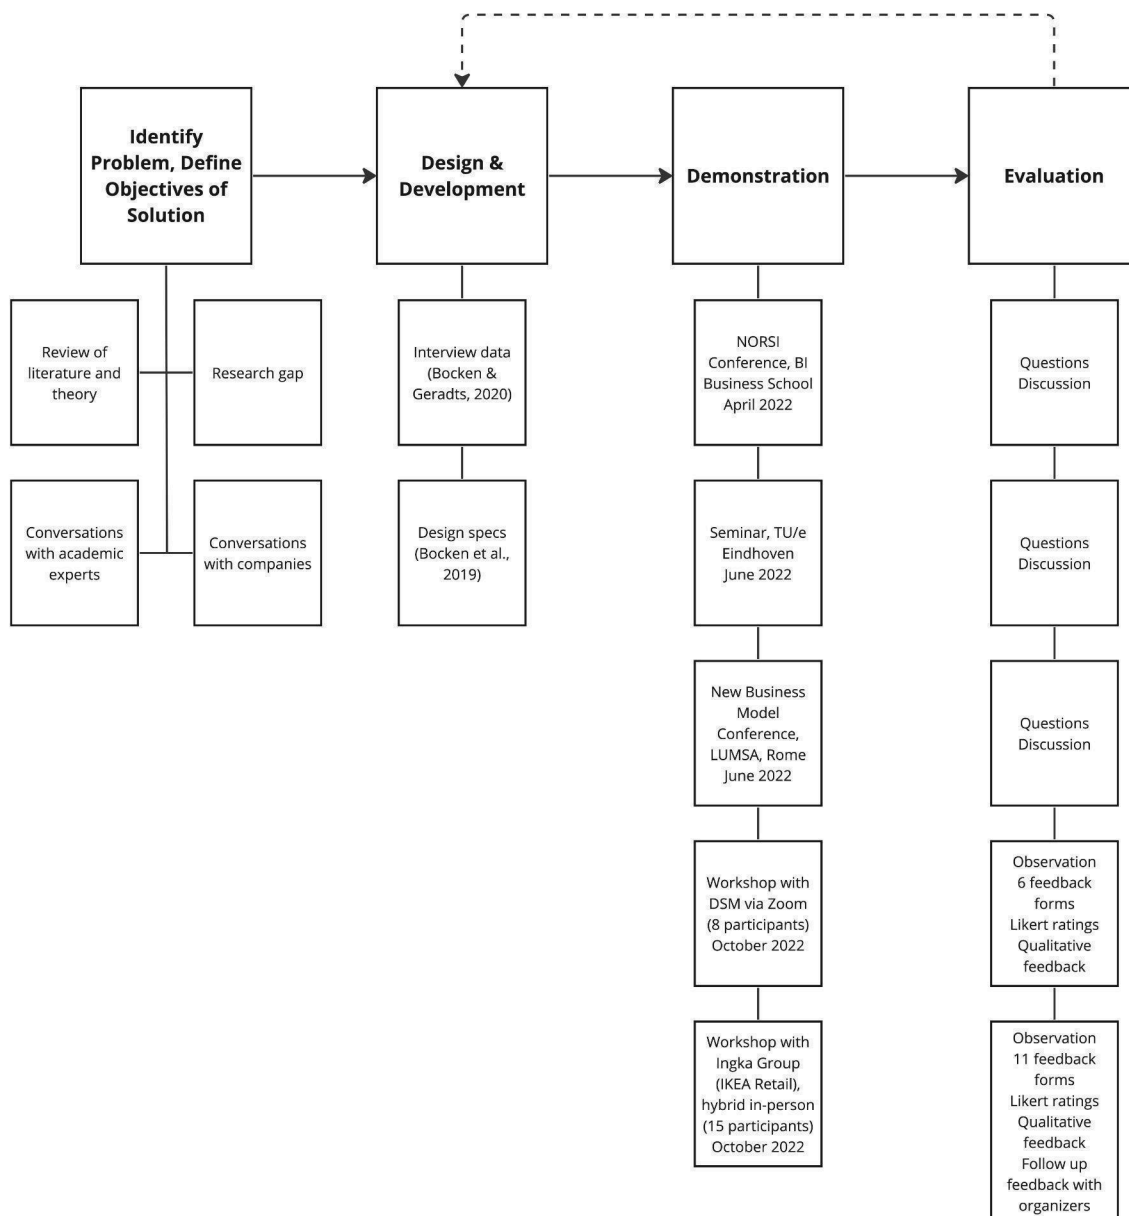 Identify
Problem, Define
Objectives of
Solution
Design &
Development
Demonstration
Evaluation
Review of
literature and
theory
Research gap
Conversations
with academic
experts
Conversations
with companies
Interview data
(Bocken &
Geradts, 2020)
Design specs
(Bocken et al.,
2019)
NORSI
Conference, BI
Business School
April 2022
Seminar, TU/e
Eindhoven
June 2022
New Business
Model
Conference,
LUMSA, Rome
June 2022
Workshop with
DSM via Zoom
(8 participants)
October 2022
Workshop with
Ingka Group
(IKEA Retail),
hybrid in-person
(15 participants)
October 2022
Questions
Discussion
Questions
Discussion
Questions
Discussion
Observation
6 feedback
forms
Likert ratings
Qualitative
feedback
Observation
11 feedback
forms
Likert ratings
Qualitative
feedback
Follow up
feedback with
organizers